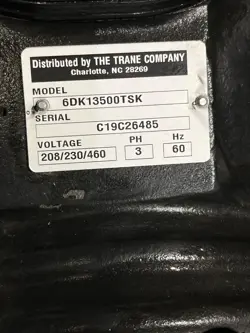 Distributed by THE TRANE COMPANY
Charlotte, NC 28269
MODEL
6DK13500TSK
SERIAL
C19C26485
VOLTAGE PH Hz
208/230/460 3 60